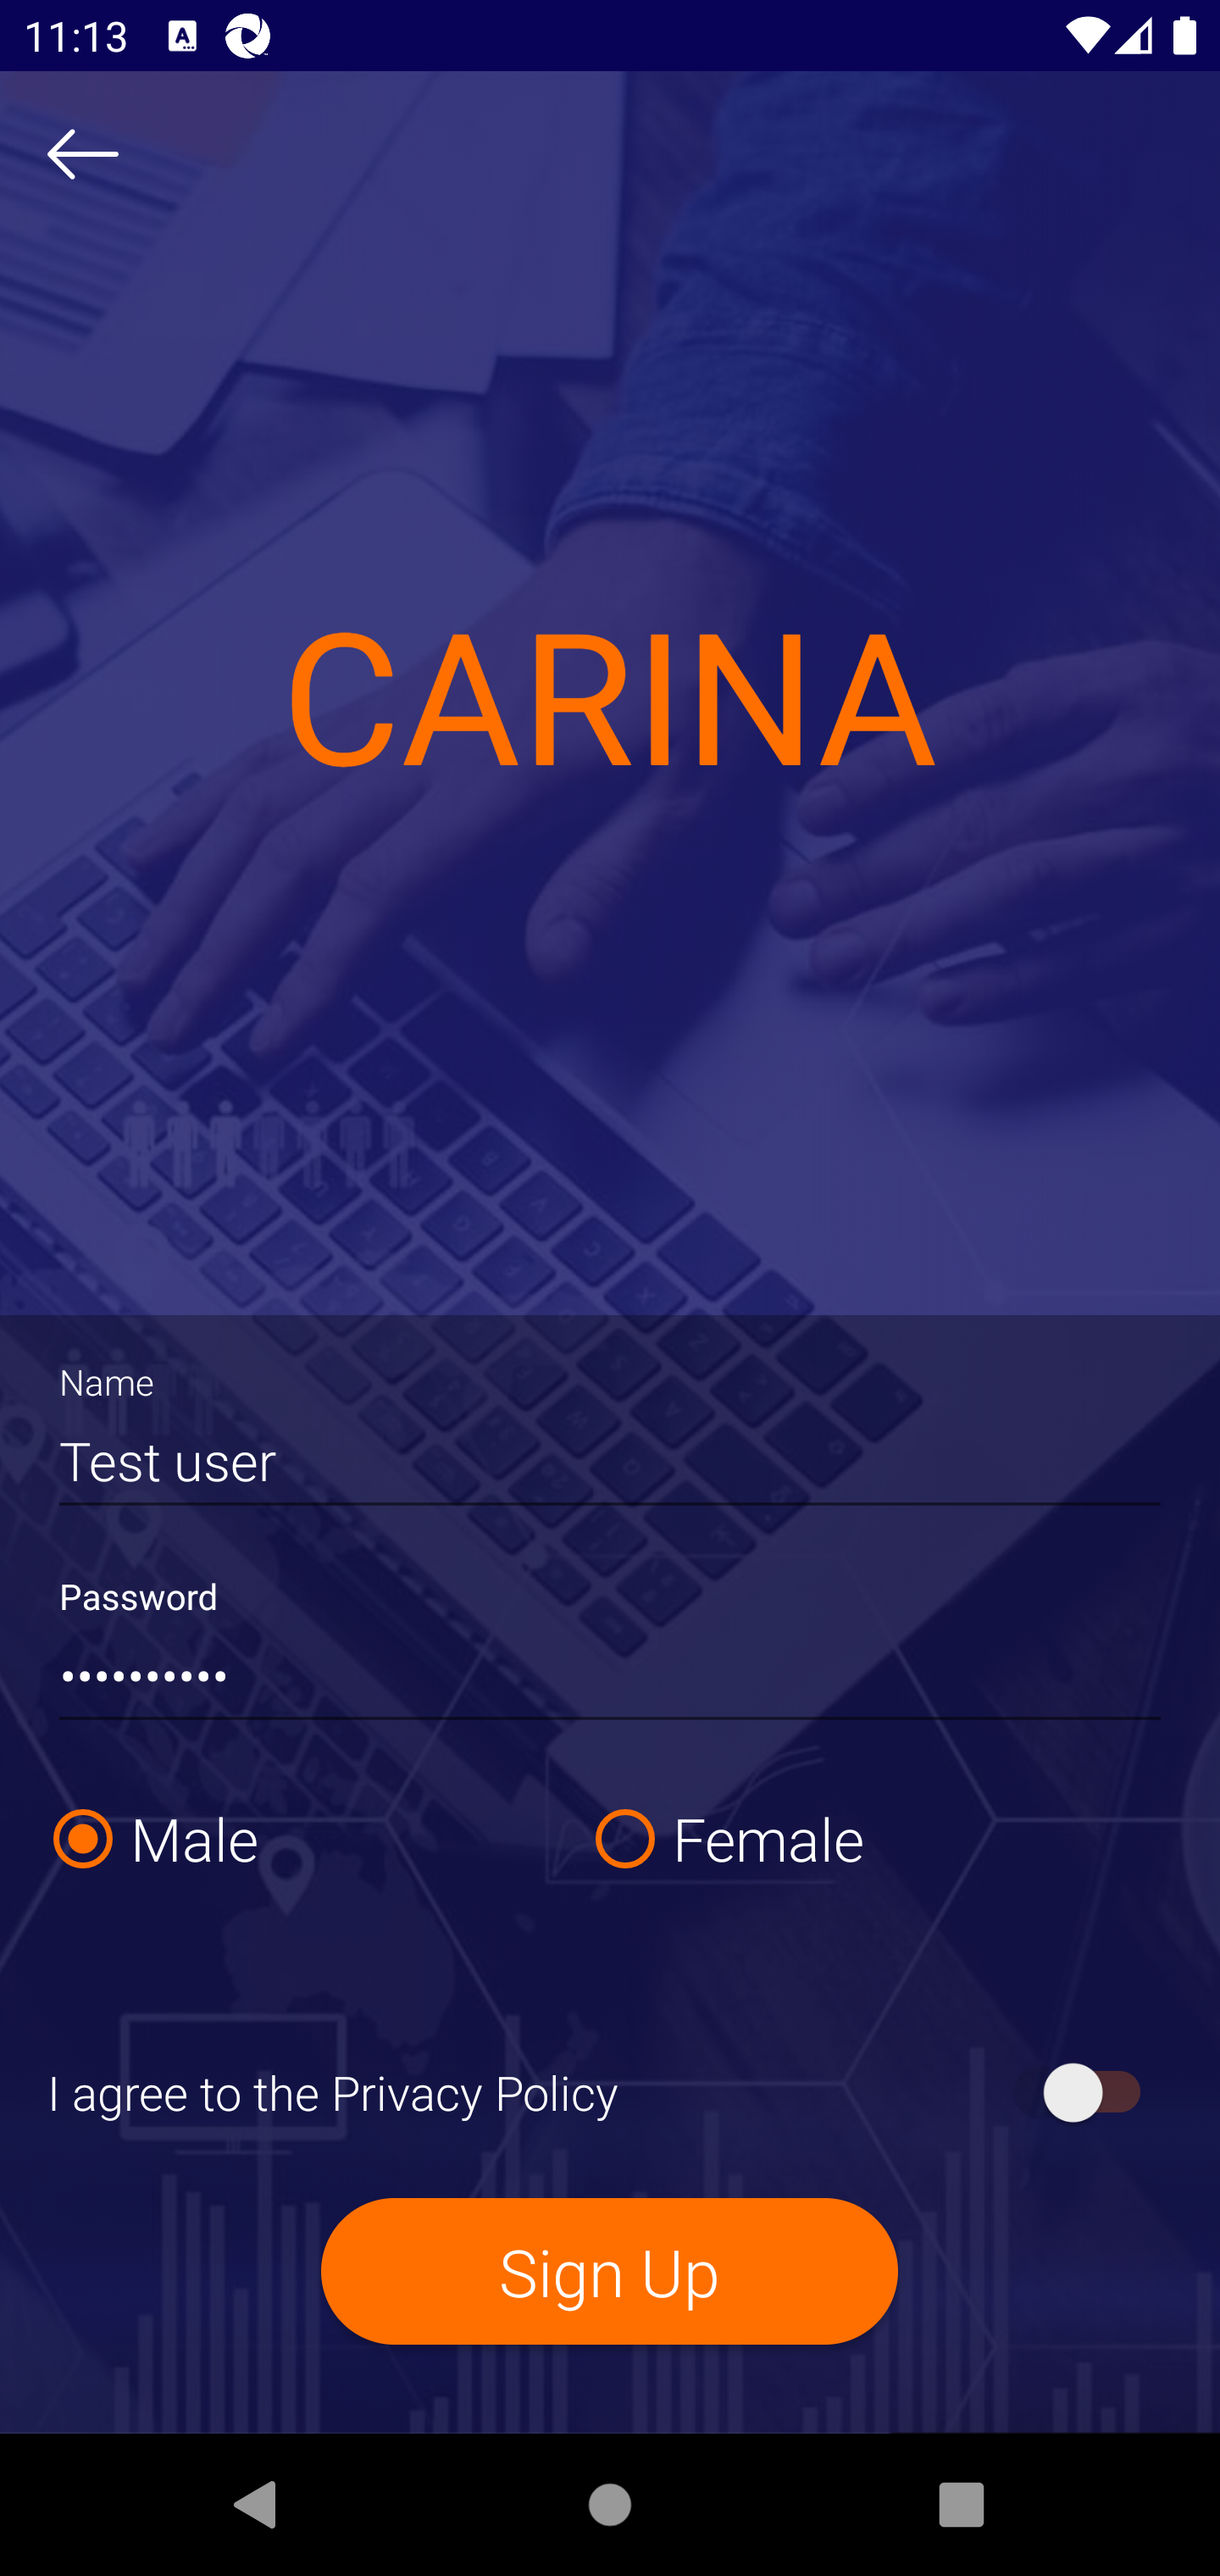 11:13
CARINA
Name
Test user
Password
••••••••••
Male
Female
I agree to the Privacy Policy
Sign Up